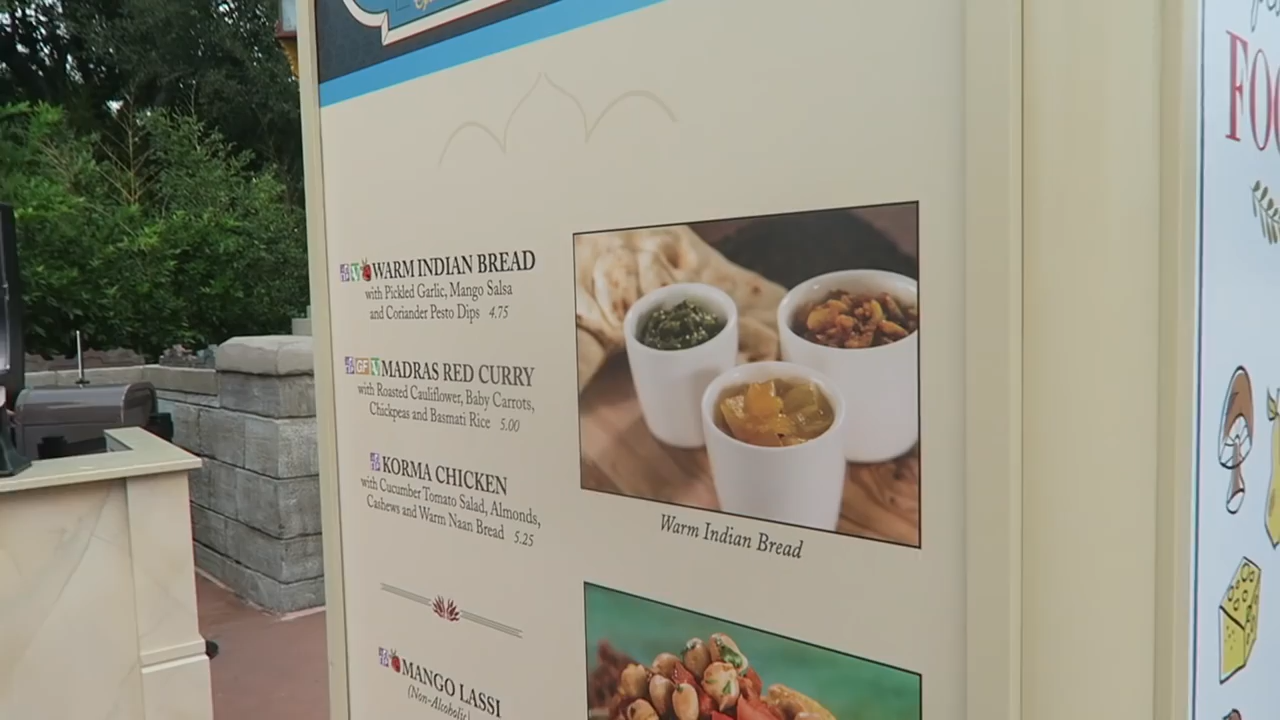 WARM INDIAN BREAD
with Pickled Garlic, Mango Salsa
and Coriander Pesto Dips 4.75
GF V MADRAS RED CURRY
with Roasted Cauliflower, Baby Carrots,
Chickpeas and Basmati Rice 5.00
KORMA CHICKEN
with Cucumber Tomato Salad, Almonds,
Cashews and Warm Naan Bread 5.25
MANGO LASSI
(Non-Alcoholic)
Warm Indian Bread
FOO